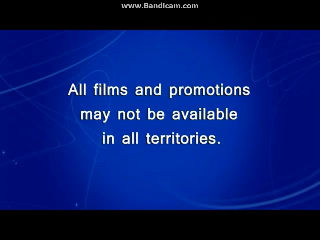 www.Bandicam.com
All films and promotions
may not be available
in all territories.